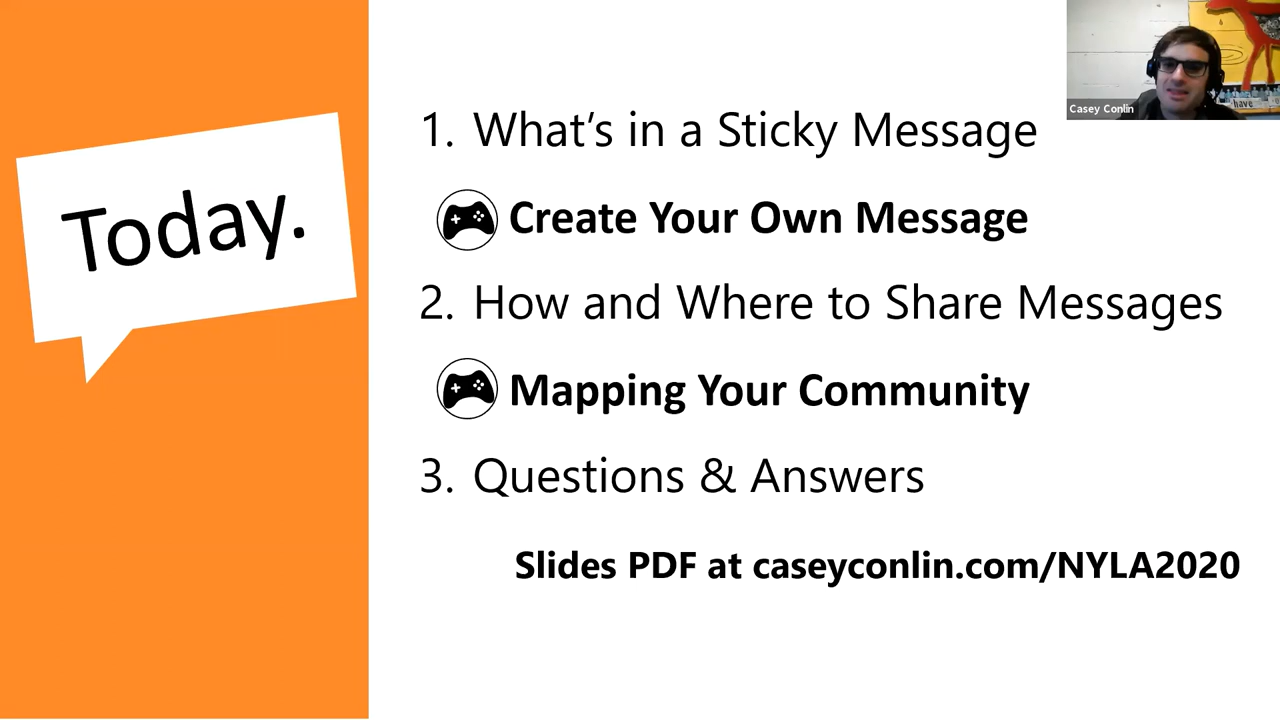 Today.
1. What's in a Sticky Message
Create Your Own Message
2. How and Where to Share Messages
Mapping Your Community
3. Questions & Answers
Slides PDF at caseyconlin.com/NYLA2020
Casey Conlin
have